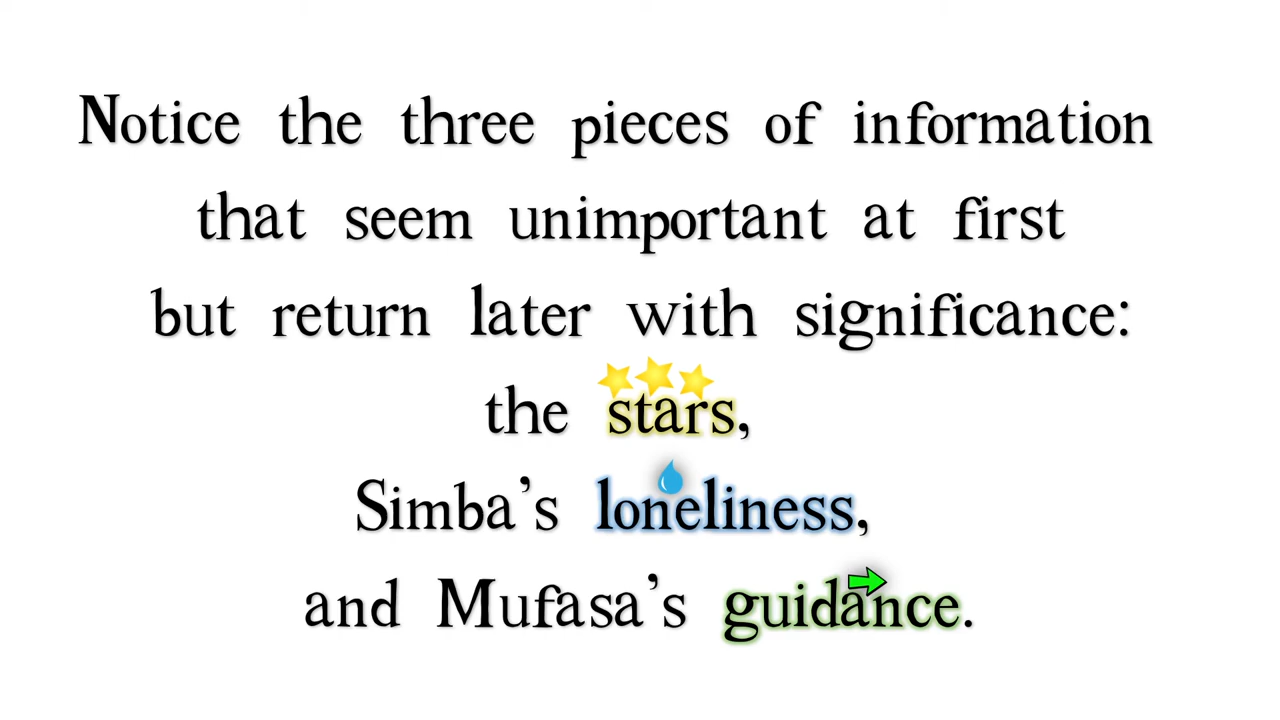 Notice the three pieces of information
that seem unimportant at first
but return later with significance:
the stars,
Simba’s loneliness,
and Mufasa’s guidance.